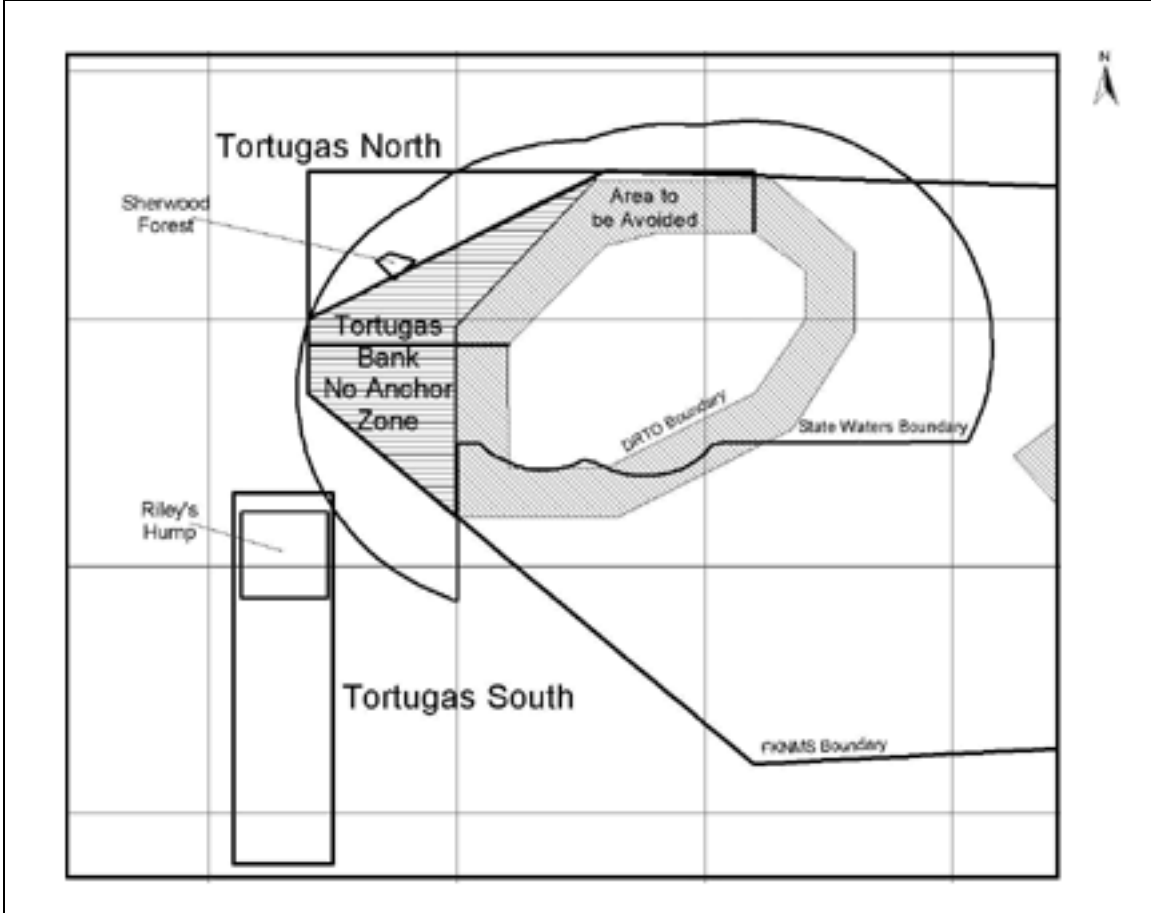 N
Tortugas North
Sherwood
Forest
Area to
be Avoided
Tortugas
Bank
No Anchor
Zone
DRTO Boundary
State Waters Boundary
Riley's
Hump
Tortugas South
FKNMS Boundary